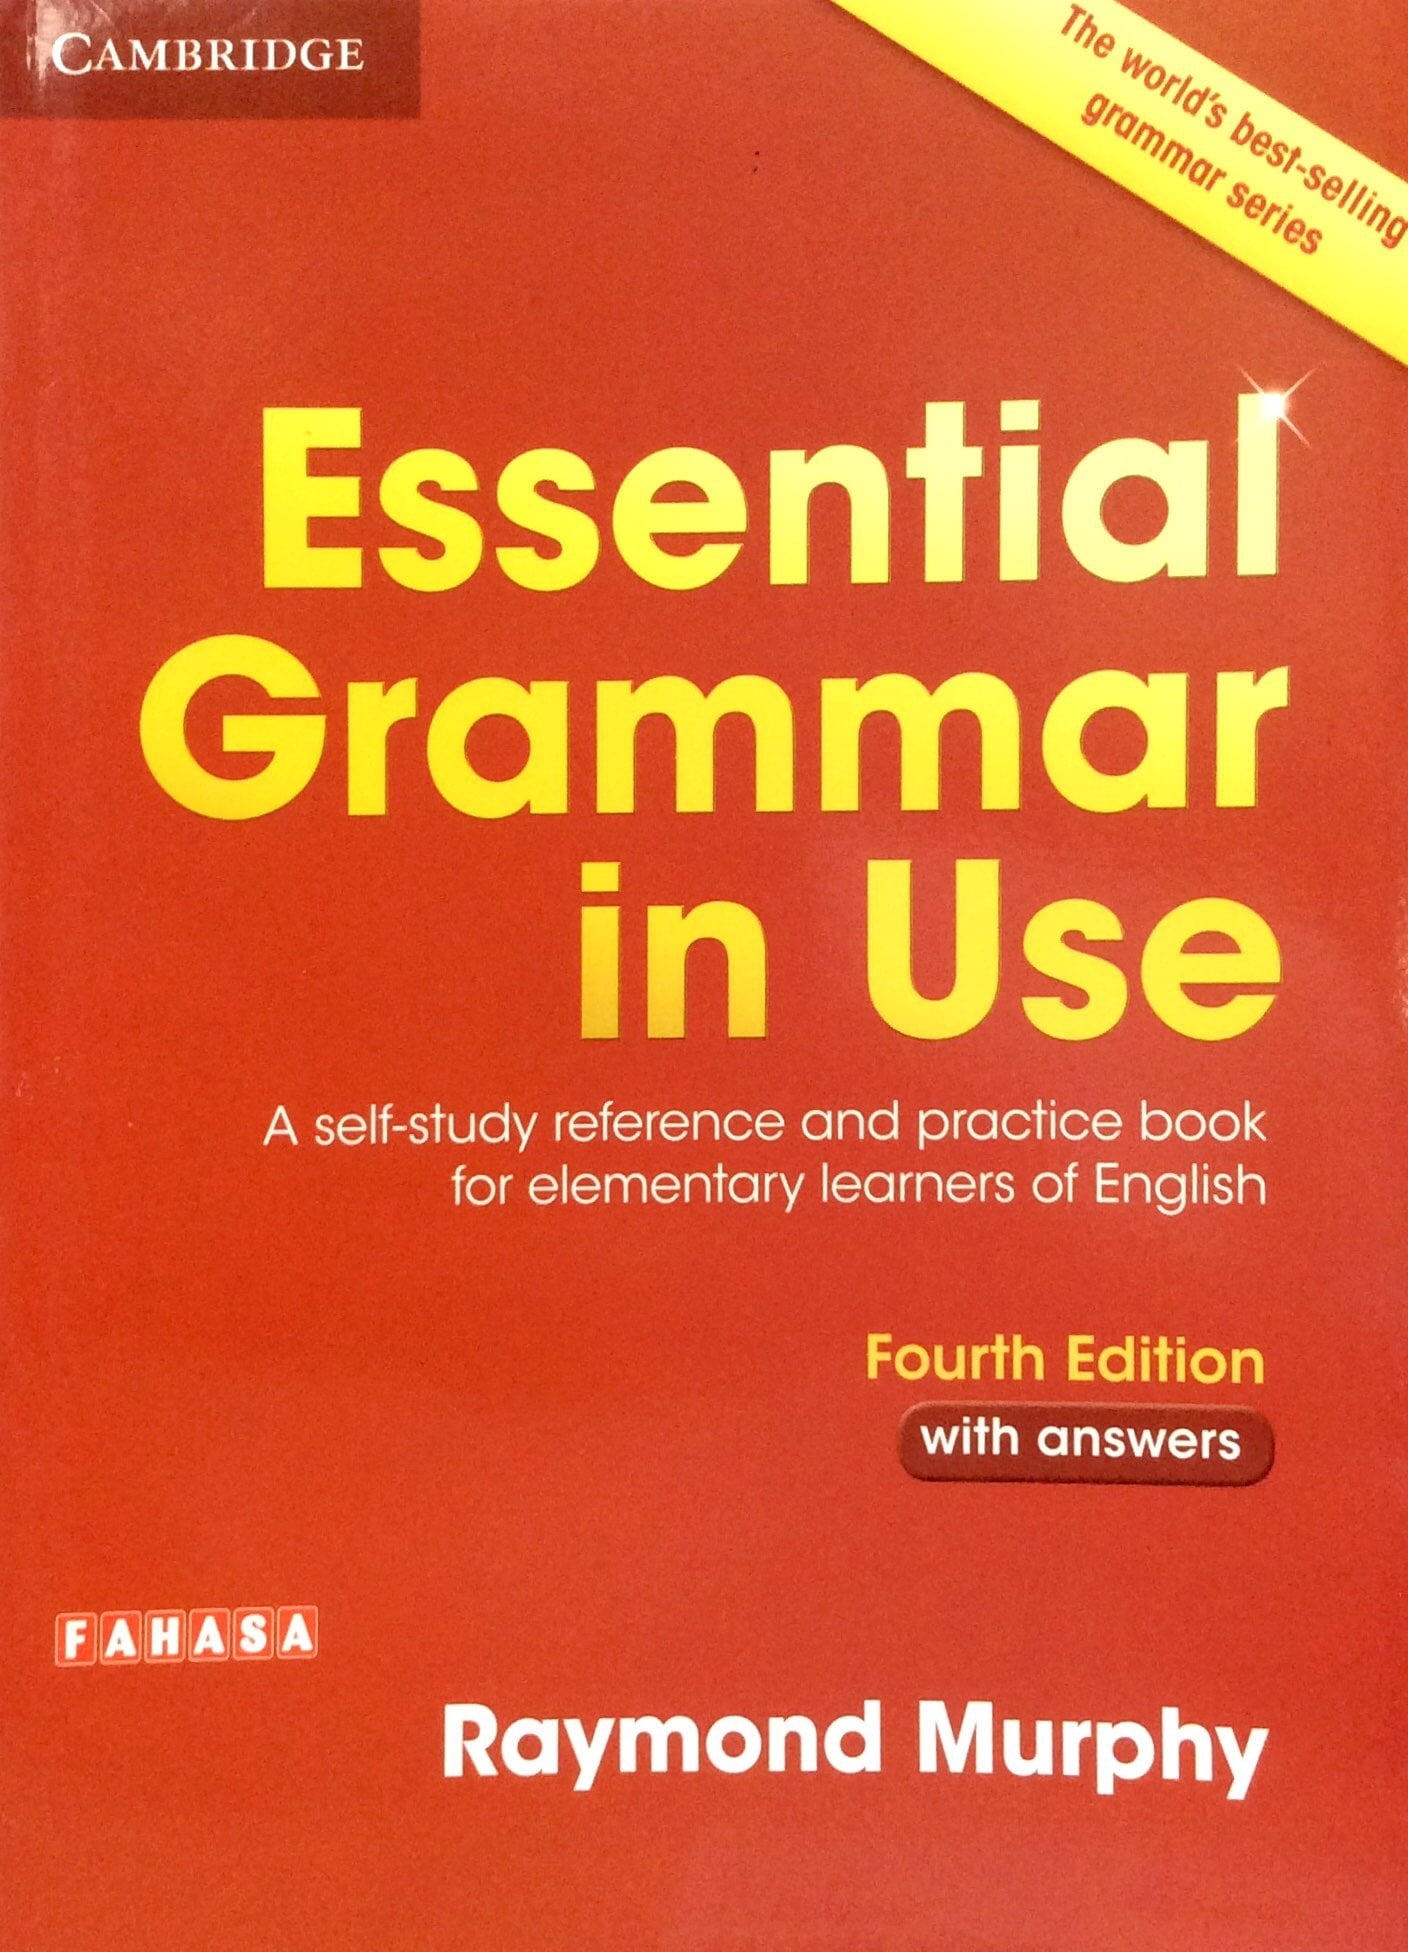 CAMBRIDGE
The world's best-selling
grammar series
Essential
Grammar
in Use
A self-study reference and practice book
for elementary learners of English
Fourth Edition
with answers
FAHASA
Raymond Murphy